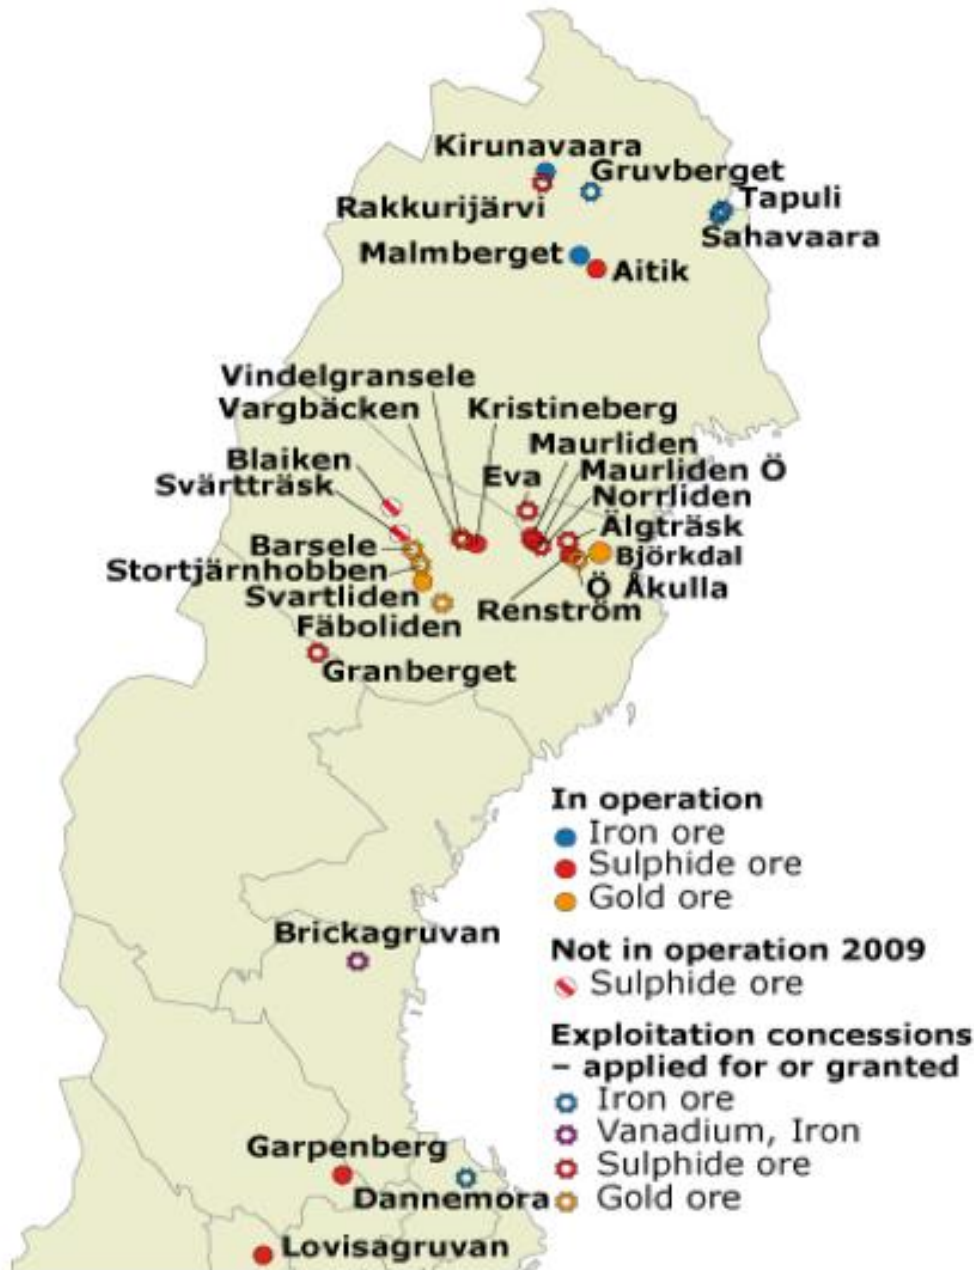 Kirunavaara
Gruvberget
Tapuli
Rakkurijärvi
Sahavaara
Malmberget
Aitik
Vindelgransele
Vargbäcken
Kristineberg
Maurliden
Blaiken
Eva
Maurliden Ö
Svärtträsk
Norrliden
Älgträsk
Barsele
Björkdal
Stortjärnhobben
Ö Åkulla
Svartliden
Renström
Fäboliden
Granberget
In operation
Iron ore
Sulphide ore
Gold ore
Brickagruvan
Not in operation 2009
Sulphide ore
Exploitation concessions
– applied for or granted
Iron ore
Vanadium, Iron
Sulphide ore
Gold ore
Garpenberg
Dannemora
Lovisagruvan